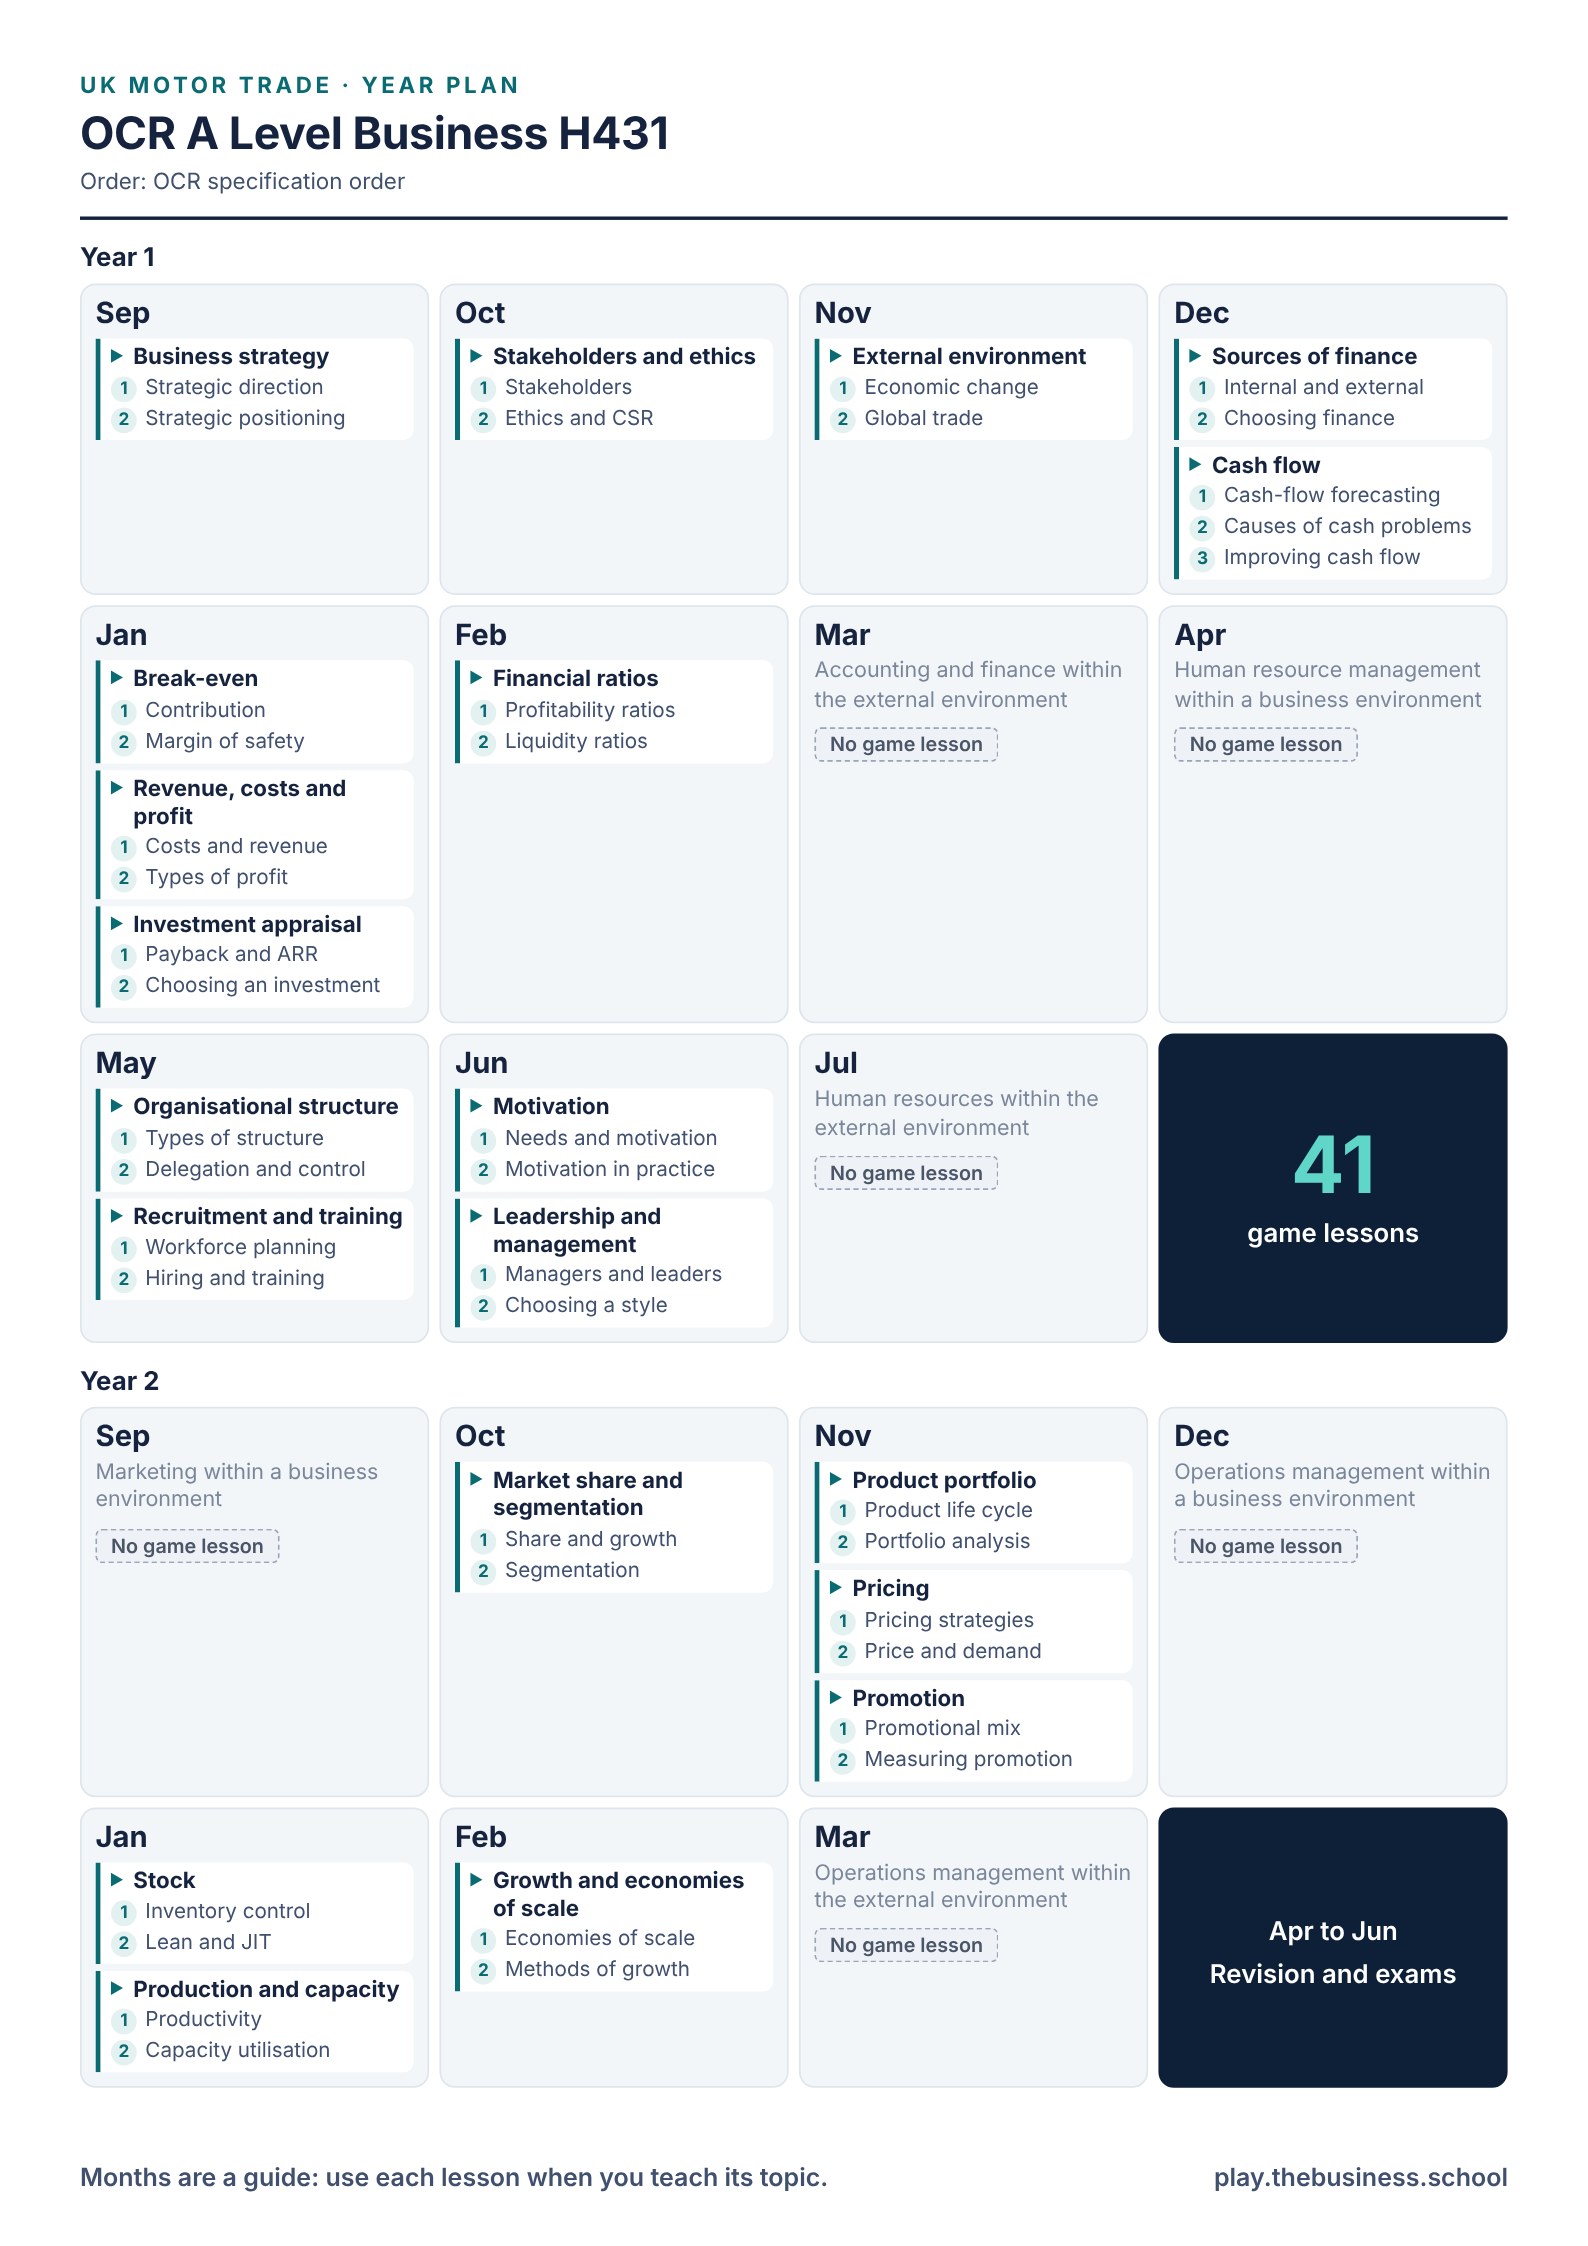 UK MOTOR TRADE · YEAR PLAN
OCR A Level Business H431
Order: OCR specification order
Year 1
Sep
Business strategy
1 Strategic direction
2 Strategic positioning
Oct
Stakeholders and ethics
1 Stakeholders
2 Ethics and CSR
Nov
External environment
1 Economic change
2 Global trade
Dec
Sources of finance
1 Internal and external
2 Choosing finance
Cash flow
1 Cash-flow forecasting
2 Causes of cash problems
3 Improving cash flow
Jan
Break-even
1 Contribution
2 Margin of safety
Revenue, costs and
profit
1 Costs and revenue
2 Types of profit
Investment appraisal
1 Payback and ARR
2 Choosing an investment
Feb
Financial ratios
1 Profitability ratios
2 Liquidity ratios
Mar
Accounting and finance within
the external environment
No game lesson
Apr
Human resource management
within a business environment
No game lesson
May
Organisational structure
1 Types of structure
2 Delegation and control
Recruitment and training
1 Workforce planning
2 Hiring and training
Jun
Motivation
1 Needs and motivation
2 Motivation in practice
Leadership and
management
1 Managers and leaders
2 Choosing a style
Jul
Human resources within the
external environment
No game lesson
41
game lessons
Year 2
Sep
Marketing within a business
environment
No game lesson
Oct
Market share and
segmentation
1 Share and growth
2 Segmentation
Nov
Product portfolio
1 Product life cycle
2 Portfolio analysis
Pricing
1 Pricing strategies
2 Price and demand
Promotion
1 Promotional mix
2 Measuring promotion
Dec
Operations management within
a business environment
No game lesson
Jan
Stock
1 Inventory control
2 Lean and JIT
Production and capacity
1 Productivity
2 Capacity utilisation
Feb
Growth and economies
of scale
1 Economies of scale
2 Methods of growth
Mar
Operations management within
the external environment
No game lesson
Apr to Jun
Revision and exams
Months are a guide: use each lesson when you teach its topic.
play.thebusiness.school